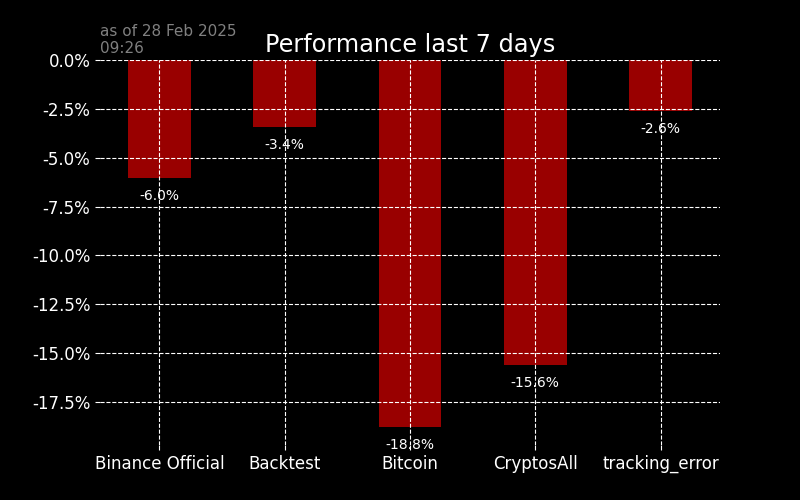 as of 28 Feb 2025
09:26
Performance last 7 days
0.0%
-2.5%
-5.0%
-7.5%
-10.0%
-12.5%
-15.0%
-17.5%
-6.0%
-3.4%
-18.8%
-15.6%
-2.6%
Binance Official
Backtest
Bitcoin
CryptosAll
tracking_error